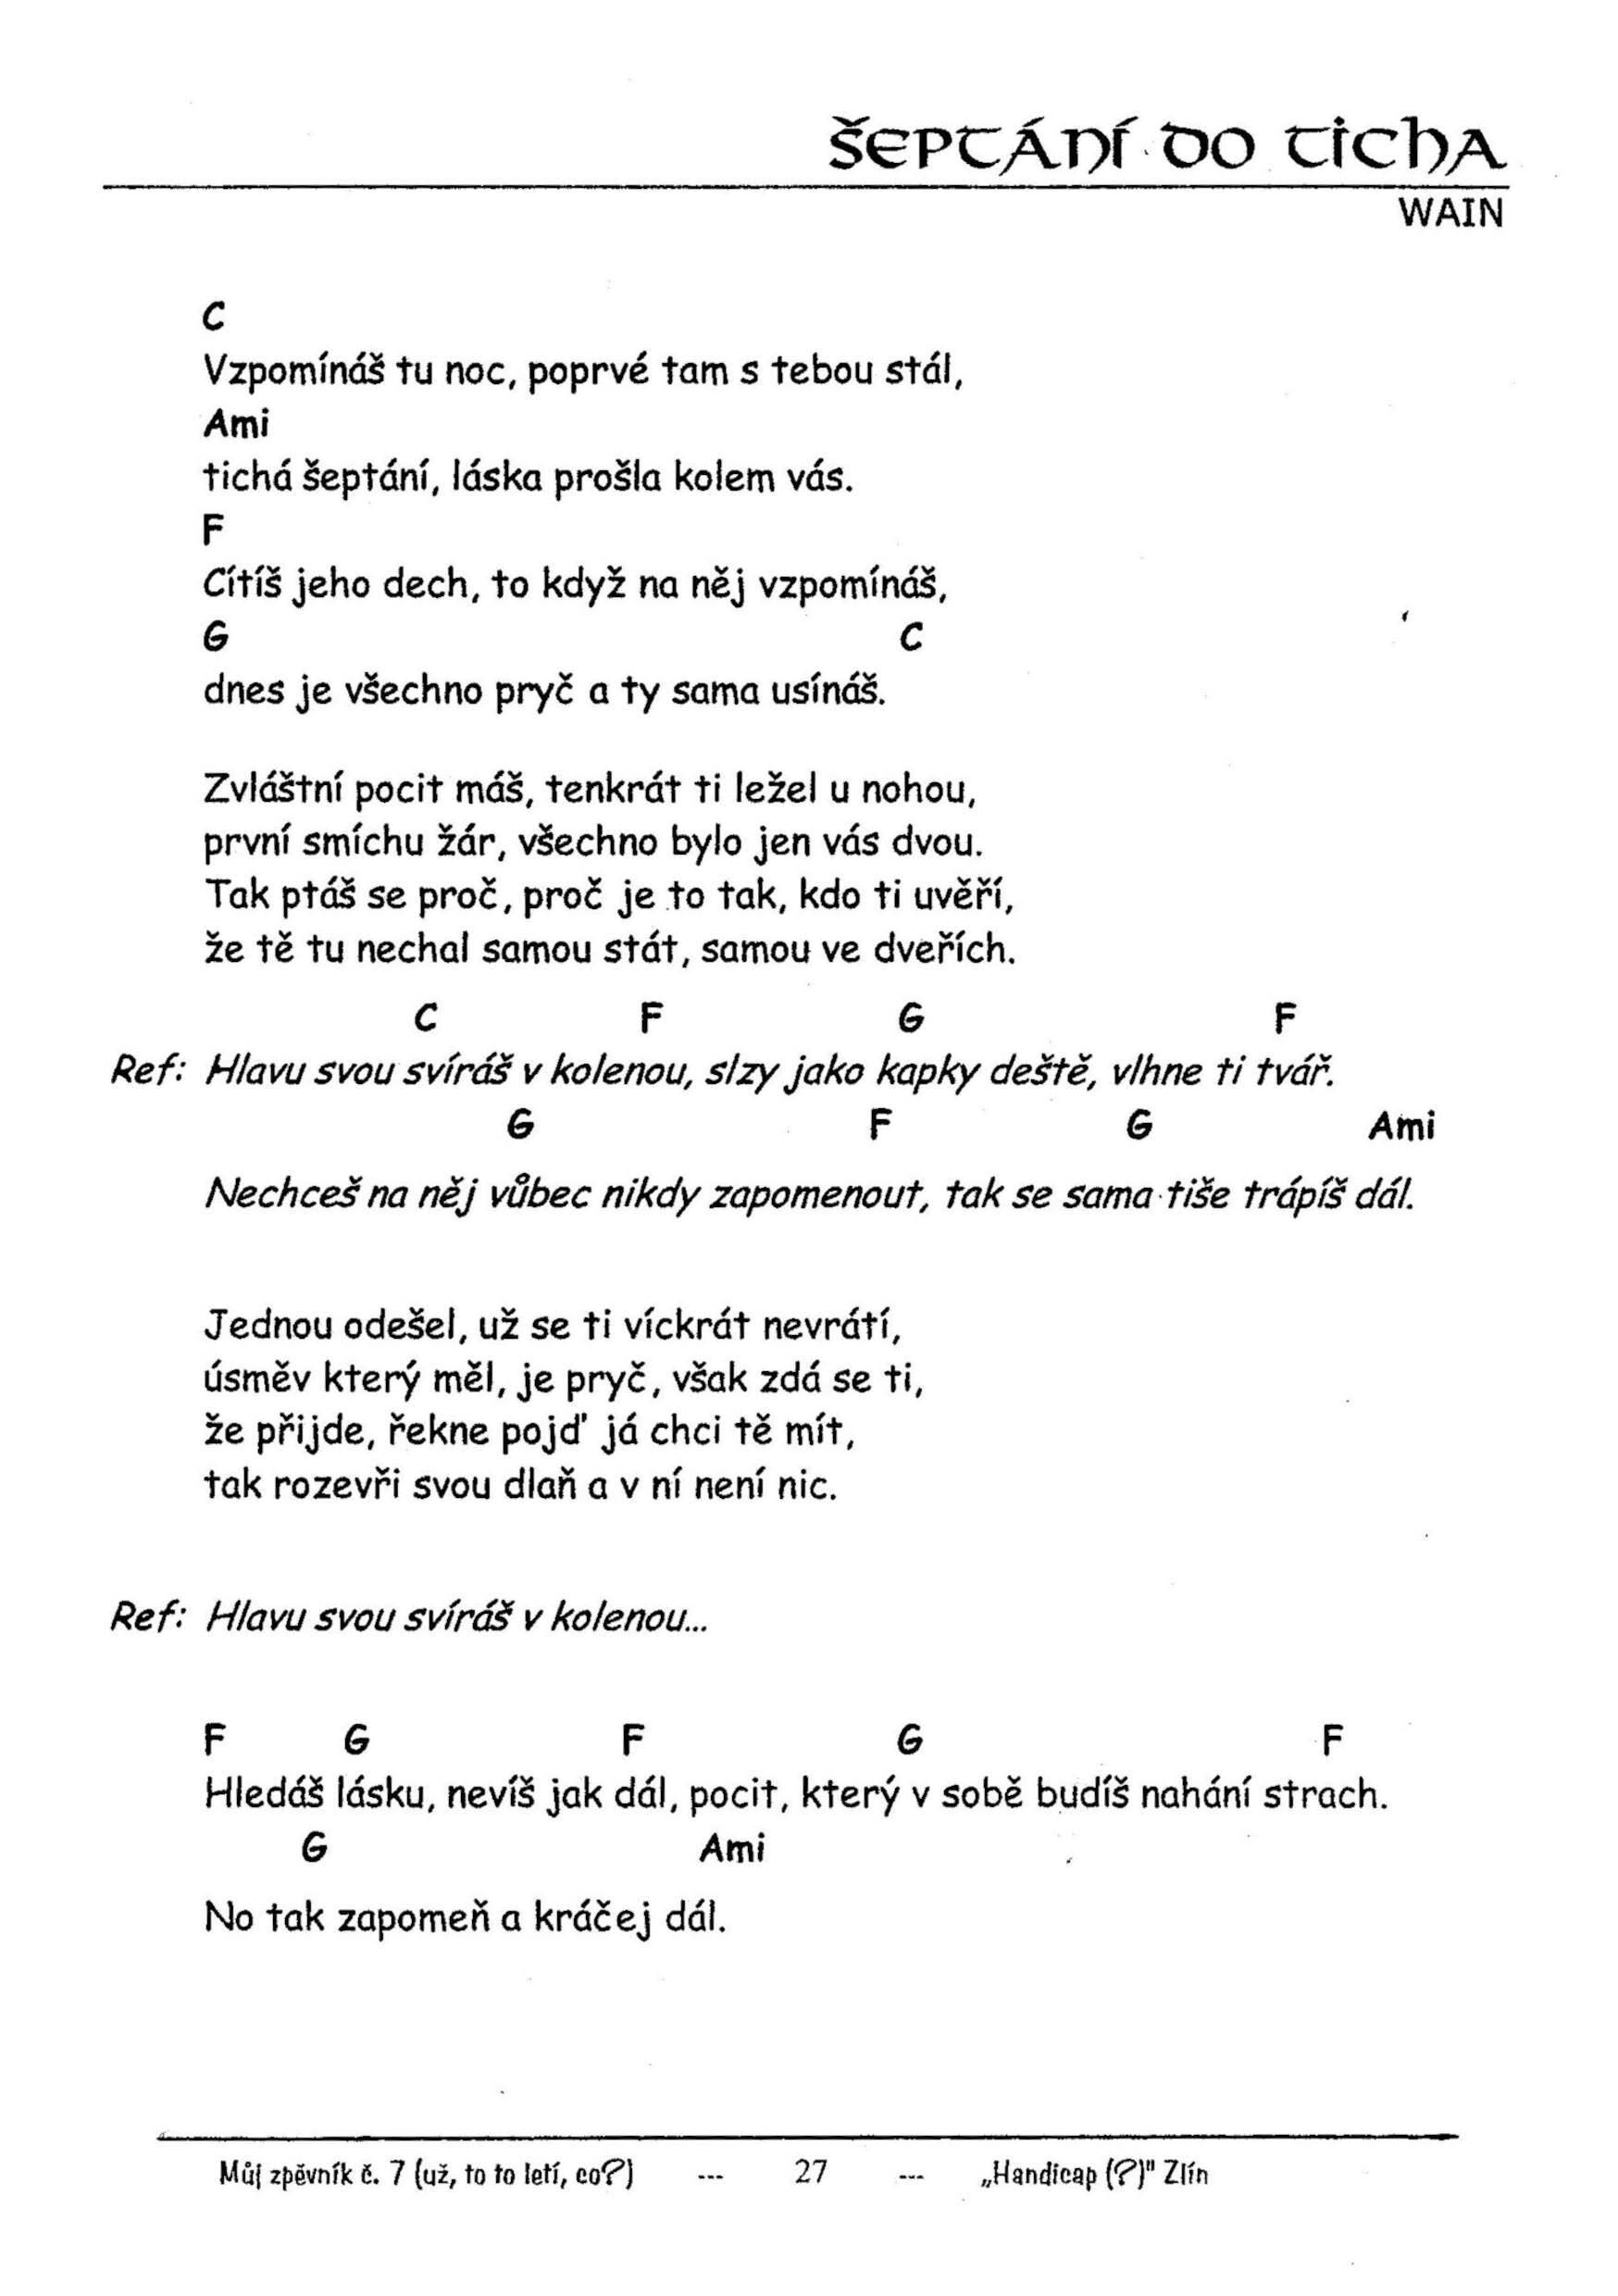 ŠEPTÁNÍ DO TICHA
WAIN
C
Vzpomínáš tu noc, poprvé tam s tebou stál,
Ami
tichá šeptání, láska prošla kolem vás.
F
Cítíš jeho dech, to když na něj vzpomínáš,
G C
dnes je všechno pryč a ty sama usínáš.
Zvláštní pocit máš, tenkrát ti ležel u nohou,
první smíchu žár, všechno bylo jen vás dvou.
Tak ptáš se proč, proč je to tak, kdo ti uvěří,
že tě tu nechal samou stát, samou ve dveřích.
C F G F
Ref: Hlavu svou svíráš v kolenou, slzy jako kapky deště, vlhne ti tvář.
G F G Ami
Nechceš na něj vůbec nikdy zapomenout, tak se sama tiše trápíš dál.
Jednou odešel, už se ti víckrát nevrátí,
úsměv který měl, je pryč, však zdá se ti,
že přijde, řekne pojď já chci tě mít,
tak rozevři svou dlaň a v ní není nic.
Ref: Hlavu svou svíráš v kolenou...
F G F G F
Hledáš lásku, nevíš jak dál, pocit, který v sobě budíš nahání strach.
G Ami
No tak zapomeň a kráčej dál.
Můj zpěvník č. 7 (už, to to letí, co?) --- 27 --- „Handicap (?)" Zlín